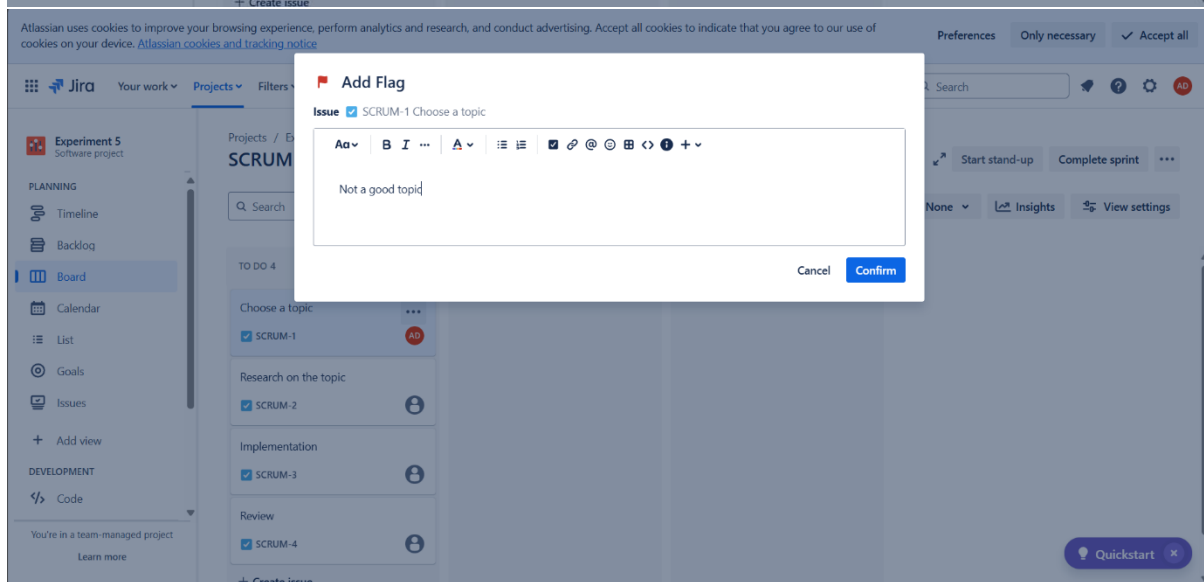 + Create issue
Atlassian uses cookies to improve your browsing experience, perform analytics and research, and conduct advertising. Accept all cookies to indicate that you agree to our use of
cookies on your device. Atlassian cookies and tracking notice
Preferences Only necessary Accept all
Jira Your work Projects Filters Search AD
Add Flag
Issue SCRUM-1 Choose a topic
Aa B I ... A @ <> +
Not a good topic
Cancel Confirm
Experiment 5
Software project
PLANNING
Timeline
Backlog
Board
Calendar
List
Goals
Issues
+ Add view
DEVELOPMENT
</> Code
You're in a team-managed project
Learn more
Projects /
SCRUM
Start stand-up Complete sprint ...
Search
None Insights View settings
TO DO 4
Choose a topic ...
SCRUM-1 AD
Research on the topic
SCRUM-2
Implementation
SCRUM-3
Review
SCRUM-4
+ Create issue
Quickstart ×